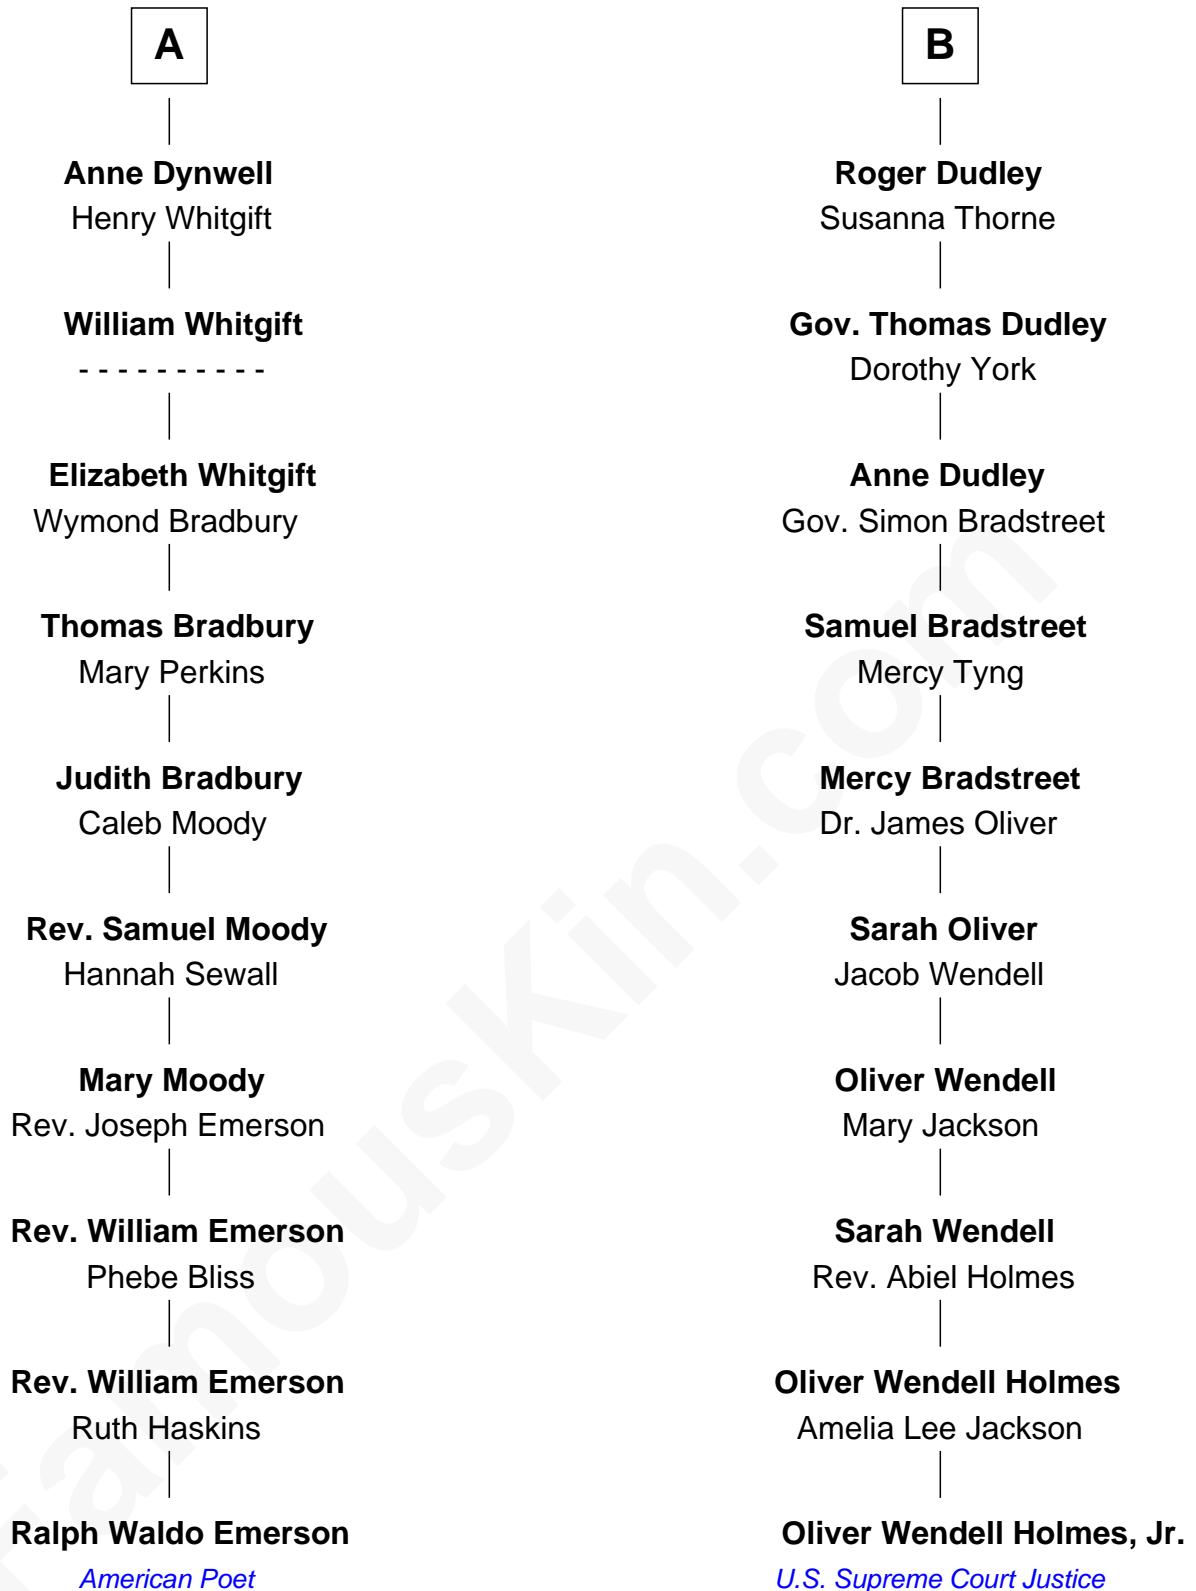 A
Anne Dynwell
Henry Whitgift
William Whitgift
- - - - - - - - - -
Elizabeth Whitgift
Wymond Bradbury
Thomas Bradbury
Mary Perkins
Judith Bradbury
Caleb Moody
Rev. Samuel Moody
Hannah Sewall
Mary Moody
Rev. Joseph Emerson
Rev. William Emerson
Phebe Bliss
Rev. William Emerson
Ruth Haskins
Ralph Waldo Emerson
American Poet
B
Roger Dudley
Susanna Thorne
Gov. Thomas Dudley
Dorothy York
Anne Dudley
Gov. Simon Bradstreet
Samuel Bradstreet
Mercy Tyng
Mercy Bradstreet
Dr. James Oliver
Sarah Oliver
Jacob Wendell
Oliver Wendell
Mary Jackson
Sarah Wendell
Rev. Abiel Holmes
Oliver Wendell Holmes
Amelia Lee Jackson
Oliver Wendell Holmes, Jr.
U.S. Supreme Court Justice
FamousKin.com